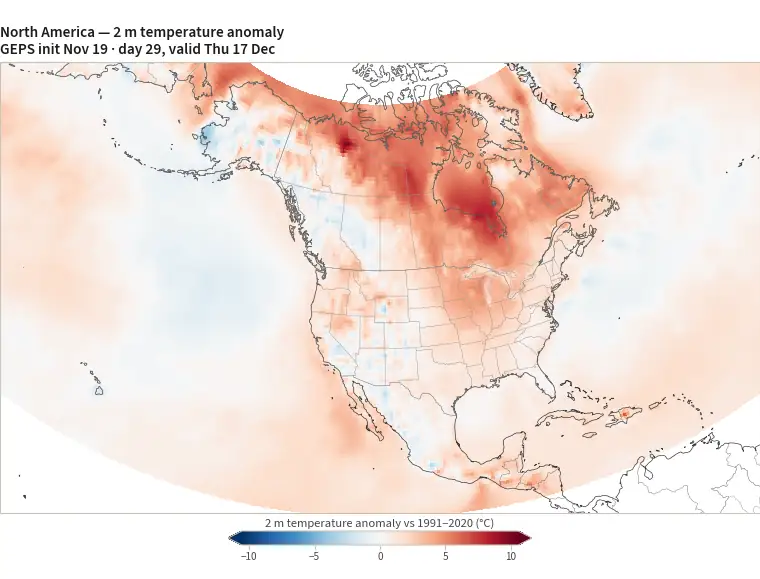 North America — 2 m temperature anomaly
GEPS init Nov 19 · day 29, valid Thu 17 Dec
2 m temperature anomaly vs 1991–2020 (°C)
−10 −5 0 5 10